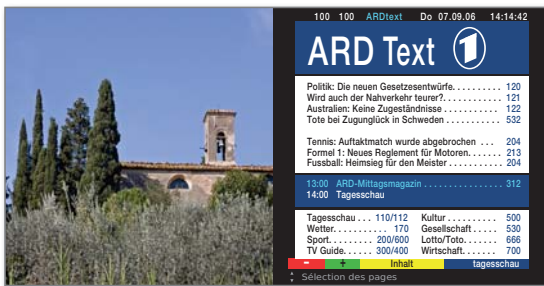 100 100 ARDtext Do 07.09.06 14:14:42
ARD Text 1
Politik: Die neuen Gesetzesentwürfe. . . . . . . . . . 120
Wird auch der Nahverkehr teurer?. . . . . . . . . . . . 121
Australien: Keine Zugeständnisse . . . . . . . . . . . . 122
Tote bei Zugunglück in Schweden . . . . . . . . . . . 532
Tennis: Auftaktmatch wurde abgebrochen . . . 204
Formel 1: Neues Reglement für Motoren. . . . . . . 213
Fussball: Heimsieg für den Meister . . . . . . . . . . . 204
13:00 ARD-Mittagsmagazin . . . . . . . . . . . . . . . . . 312
14:00 Tagesschau
Tagesschau . . . 110/112 Kultur . . . . . . . . . . 500
Wetter. . . . . . . . . . . 170 Gesellschaft . . . . . 530
Sport. . . . . . . . . 200/600 Lotto/Toto. . . . . . . 666
TV Guide. . . . . . 300/400 Wirtschaft. . . . . . . 700
- + Inhalt tagesschau
Sélection des pages